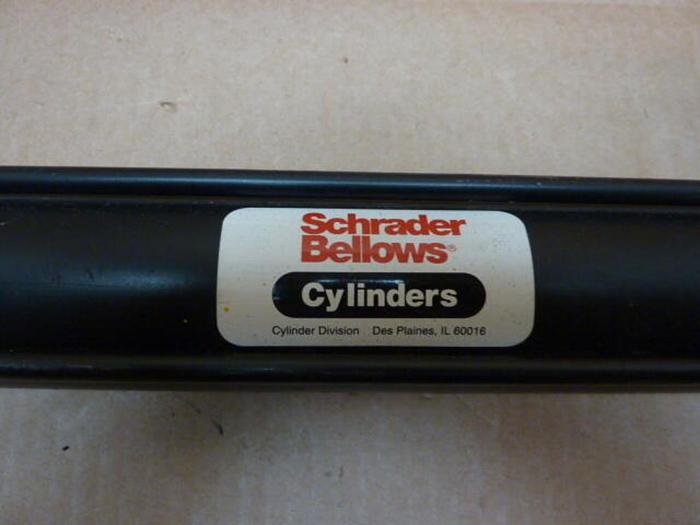 Schrader
Bellows®
Cylinders
Cylinder Division Des Plaines, IL 60016